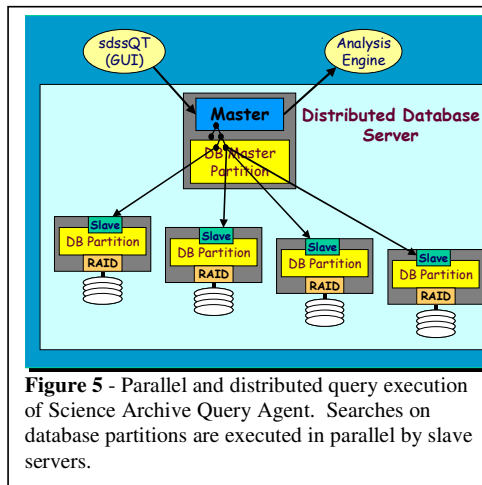 sdssQT
(GUI)
Analysis
Engine
Master
Distributed Database
Server
DB Master
Partition
Slave
DB Partition
RAID
Slave
DB Partition
RAID
Slave
DB Partition
RAID
Slave
DB Partition
RAID
Figure 5 - Parallel and distributed query execution
of Science Archive Query Agent.  Searches on
database partitions are executed in parallel by slave
servers.